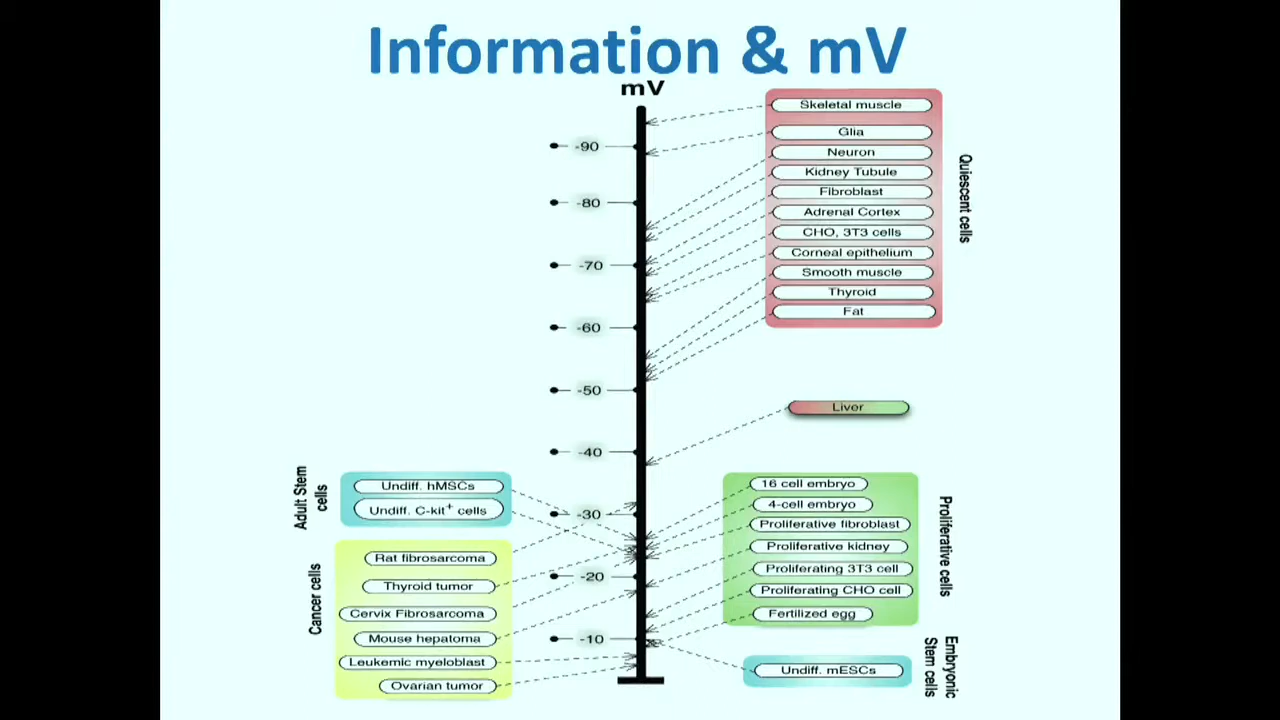 Information & mV
mV
-90
-80
-70
-60
-50
-40
-30
-20
-10
Skeletal muscle
Glia
Neuron
Kidney Tubule
Fibroblast
Adrenal Cortex
CHO, 3T3 cells
Corneal epithelium
Smooth muscle
Thyroid
Fat
Quiescent cells
Liver
Adult Stem
cells
Undiff. hMSCs
Undiff. C-kit+ cells
Cancer cells
Rat fibrosarcoma
Thyroid tumor
Cervix Fibrosarcoma
Mouse hepatoma
Leukemic myeloblast
Ovarian tumor
16 cell embryo
4-cell embryo
Proliferative fibroblast
Proliferative kidney
Proliferating 3T3 cell
Proliferating CHO cell
Fertilized egg
Proliferative cells
Undiff. mESCs
Embryonic
Stem cells